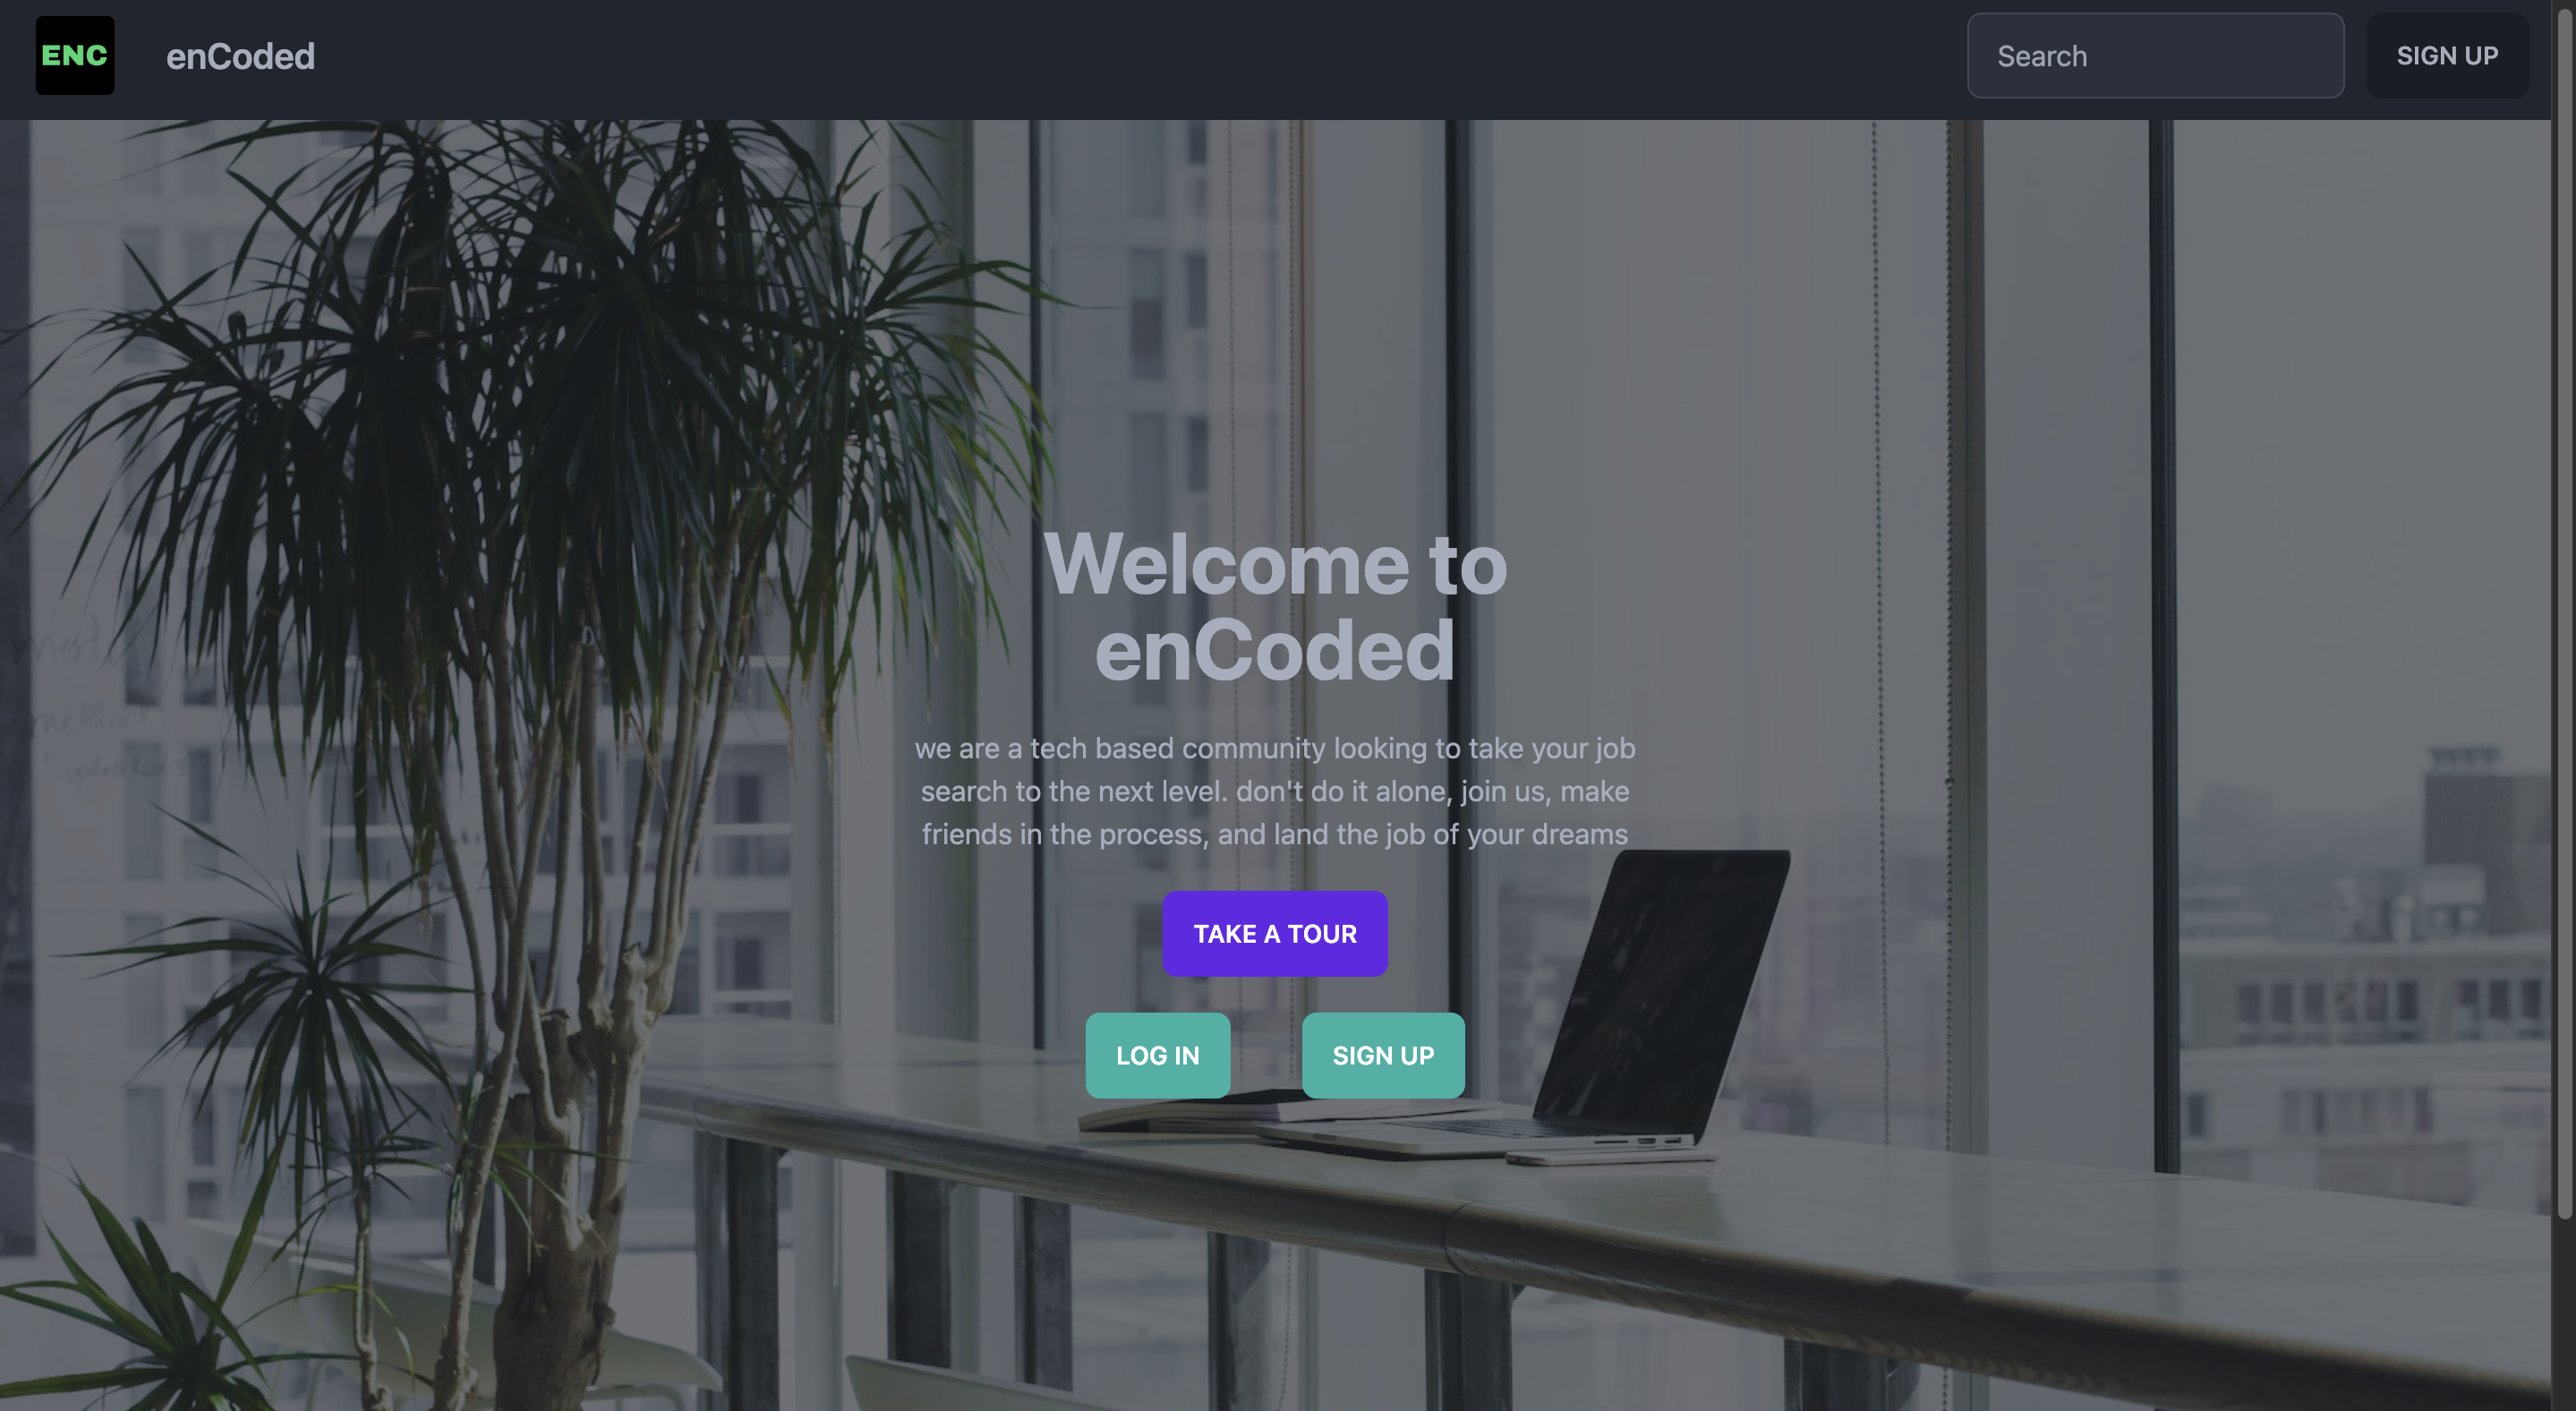 ENC
enCoded
Search
SIGN UP
Welcome to
enCoded
we are a tech based community looking to take your job
search to the next level. don't do it alone, join us, make
friends in the process, and land the job of your dreams
TAKE A TOUR
LOG IN
SIGN UP